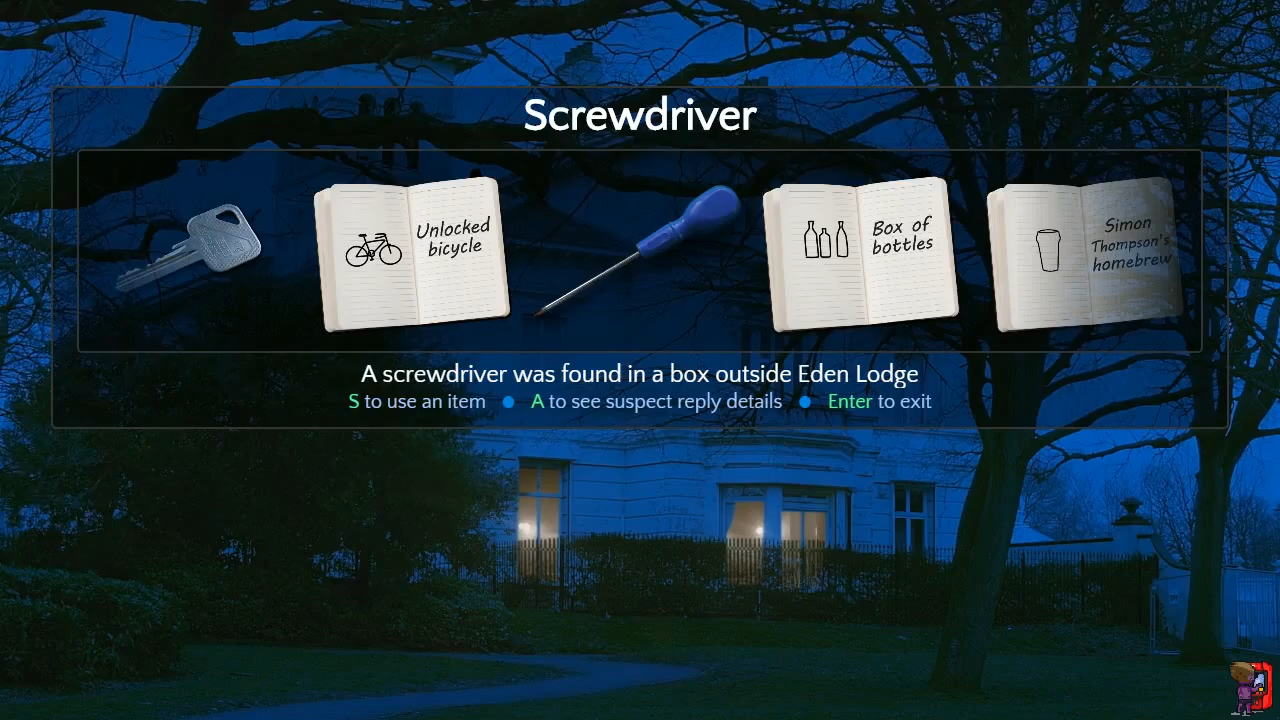 Screwdriver
Unlocked
bicycle
Box of
bottles
Simon
Thompson's
homebrew
A screwdriver was found in a box outside Eden Lodge
S to use an item
A to see suspect reply details
Enter to exit